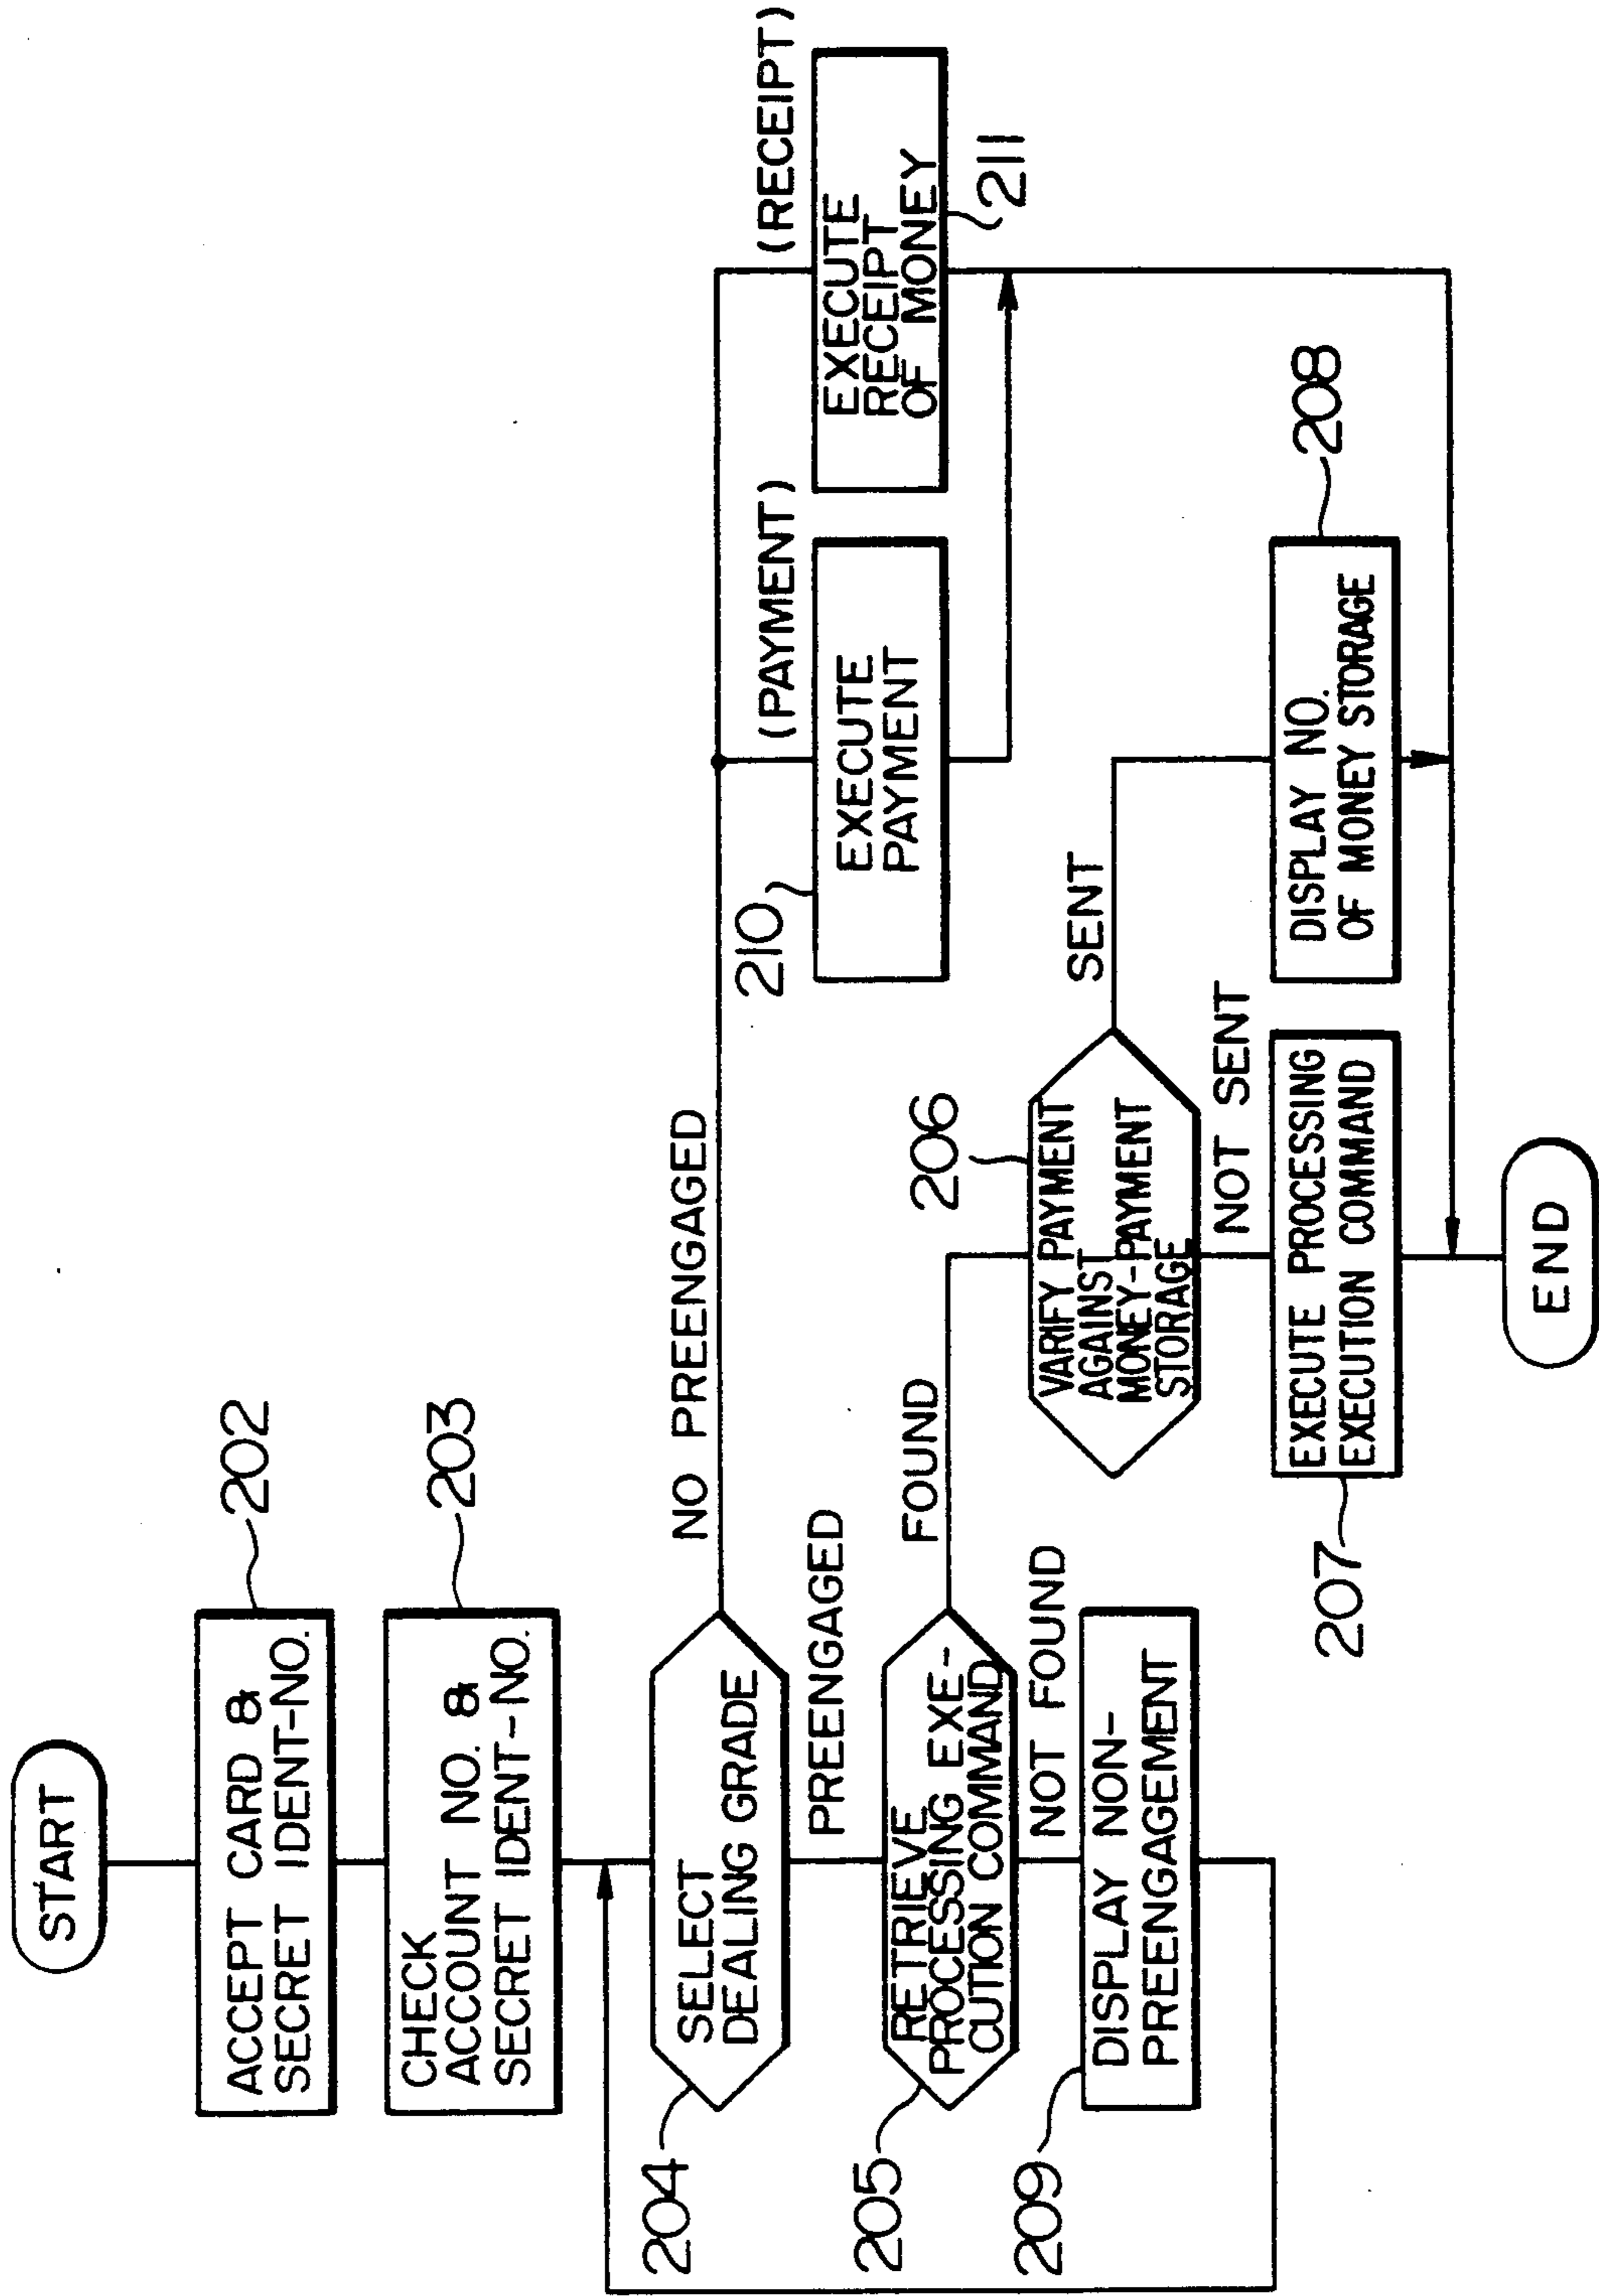 START
ACCEPT CARD &
SECRET IDENT-NO.
202
CHECK
ACCOUNT NO. &
SECRET IDENT-NO.
203
SELECT
DEALING GRADE
204
NO PREENGAGED
PREENGAGED
RETRIEVE
PROCESSING EXE-
CUTION COMMAND
205
FOUND
NOT FOUND
DISPLAY NON-
PREENGAGEMENT
209
VARIFY PAYMENT
AGAINST
MONEY-PAYMENT
STORAGE
206
SENT
NOT SENT
EXECUTE PROCESSING
EXECUTION COMMAND
207
DISPLAY NO.
OF MONEY STORAGE
208
(PAYMENT)
EXECUTE
PAYMENT
210
(RECEIPT)
EXECUTE
RECEIPT
OF MONEY
211
END